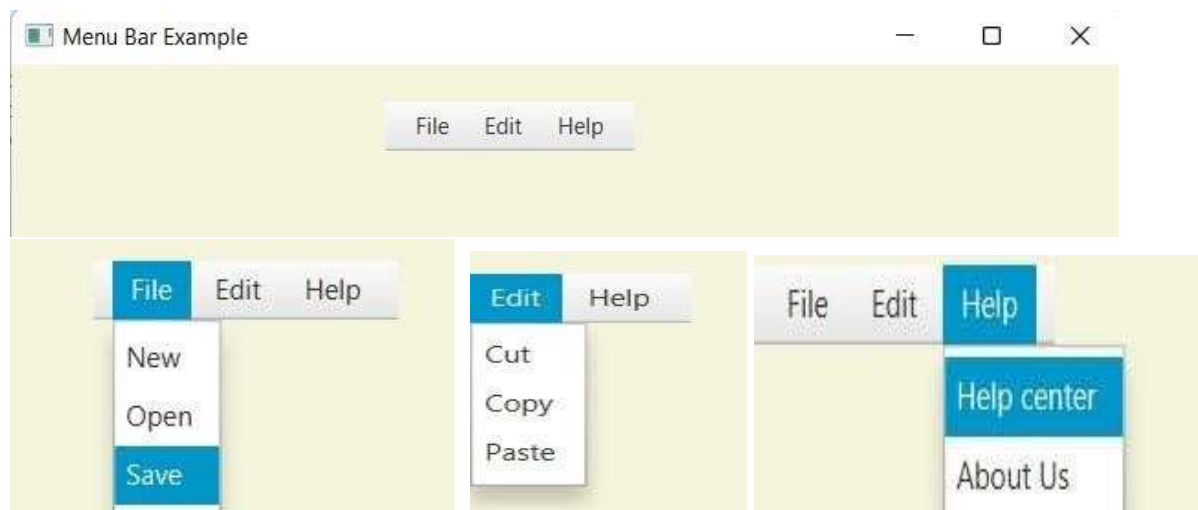 Menu Bar Example
File Edit Help
File Edit Help
New
Open
Save
Edit Help
Cut
Copy
Paste
File Edit Help
Help center
About Us